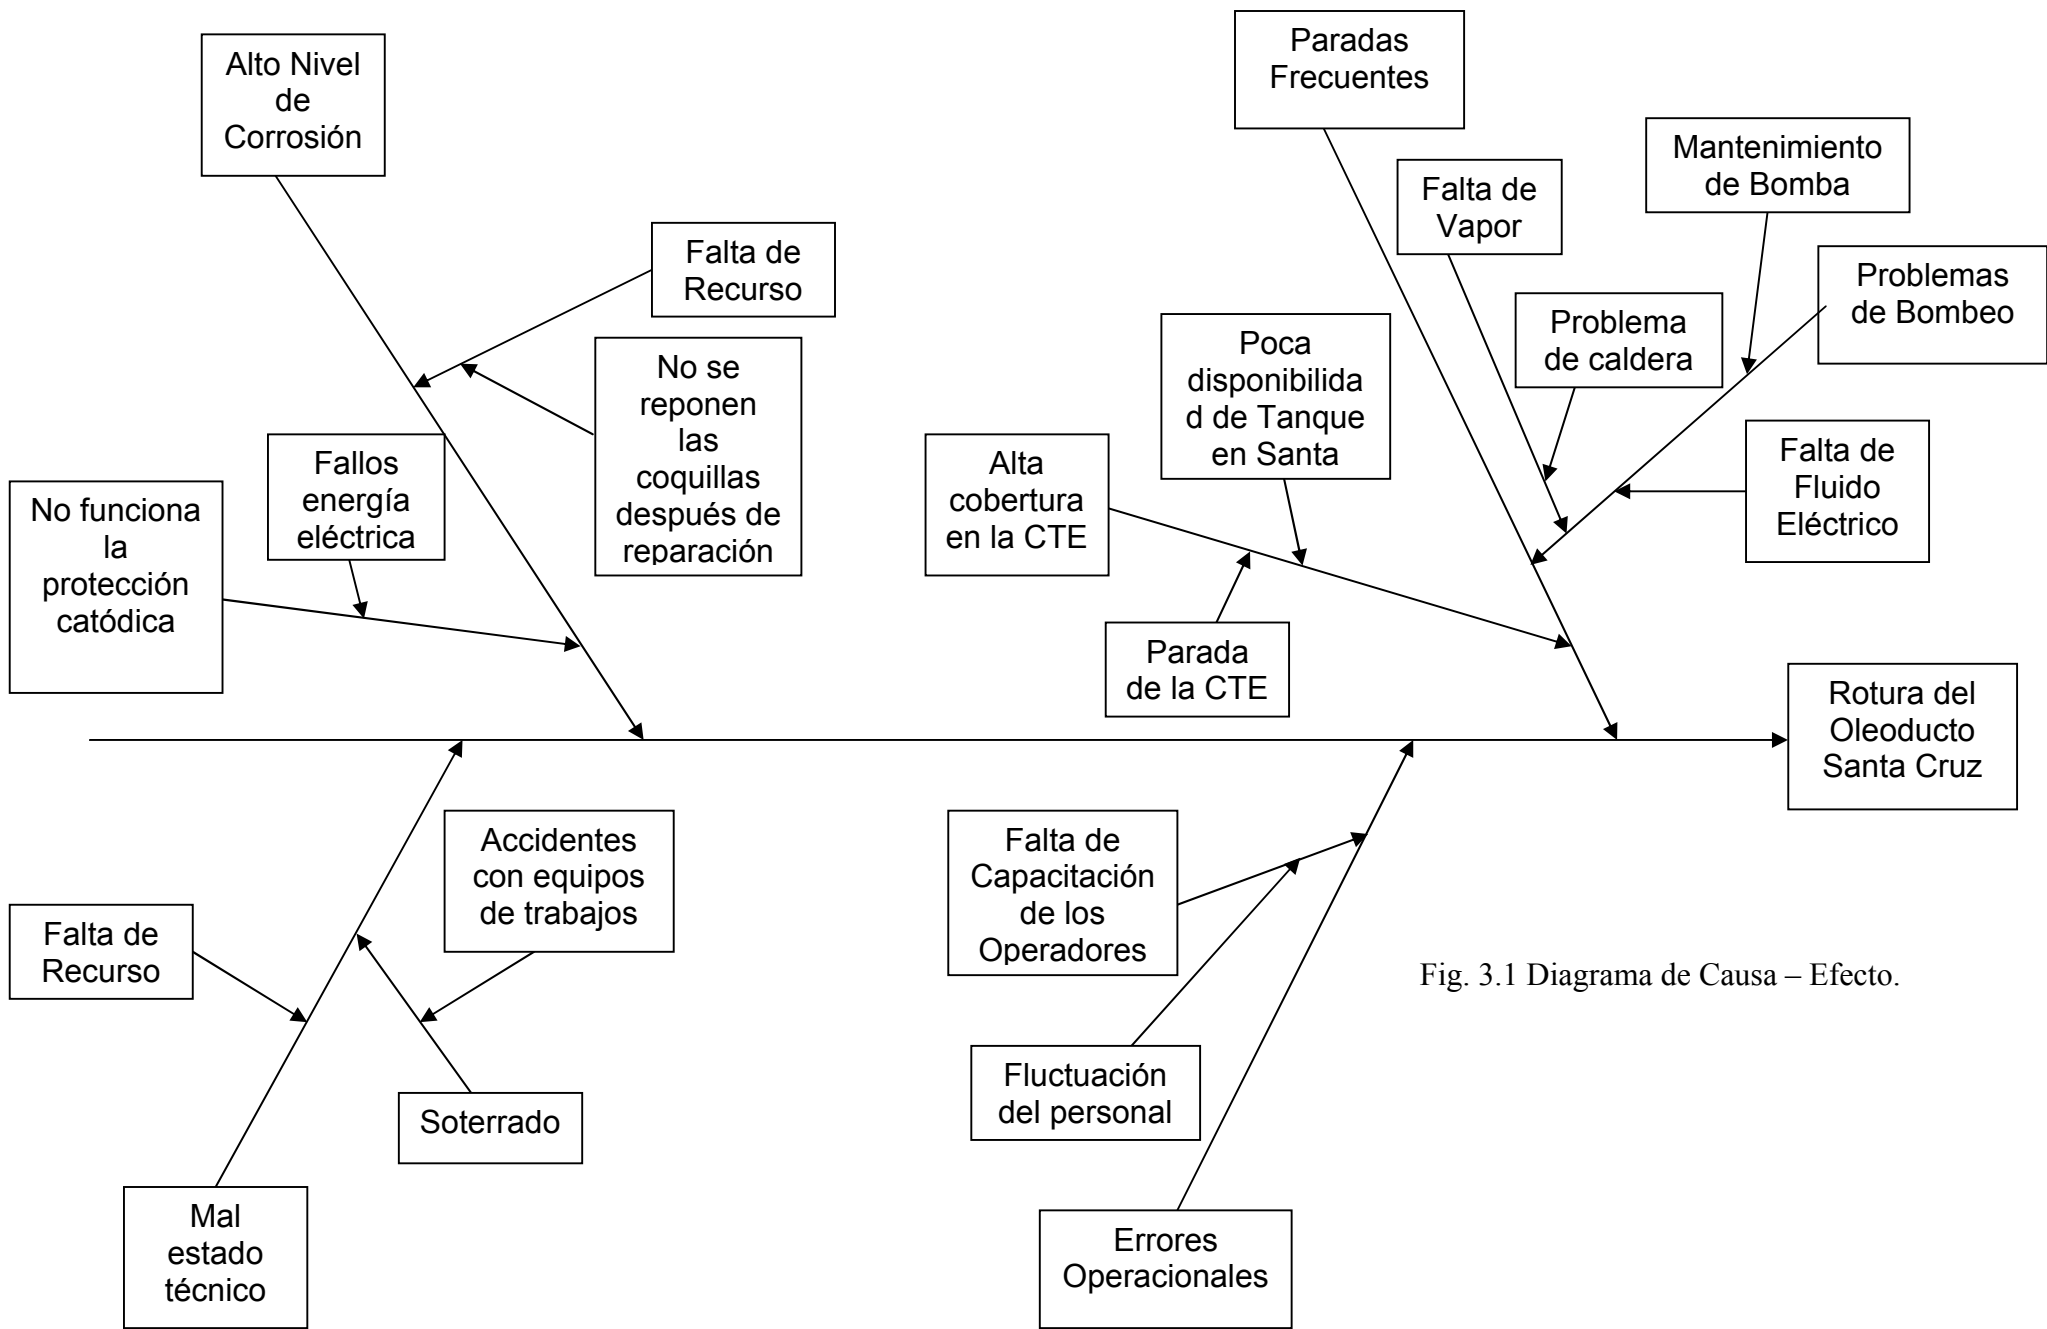 Alto Nivel
de
Corrosión
Paradas
Frecuentes
Mantenimiento
de Bomba
Falta de
Vapor
Falta de
Recurso
Problemas
de Bombeo
Problema
de caldera
Poca
disponibilida
d de Tanque
en Santa
No se
reponen
las
coquillas
después de
reparación
Fallos
energía
eléctrica
Alta
cobertura
en la CTE
Falta de
Fluido
Eléctrico
No funciona
la
protección
catódica
Parada
de la CTE
Rotura del
Oleoducto
Santa Cruz
Accidentes
con equipos
de trabajos
Falta de
Capacitación
de los
Operadores
Falta de
Recurso
Fig. 3.1 Diagrama de Causa – Efecto.
Fluctuación
del personal
Soterrado
Mal
estado
técnico
Errores
Operacionales